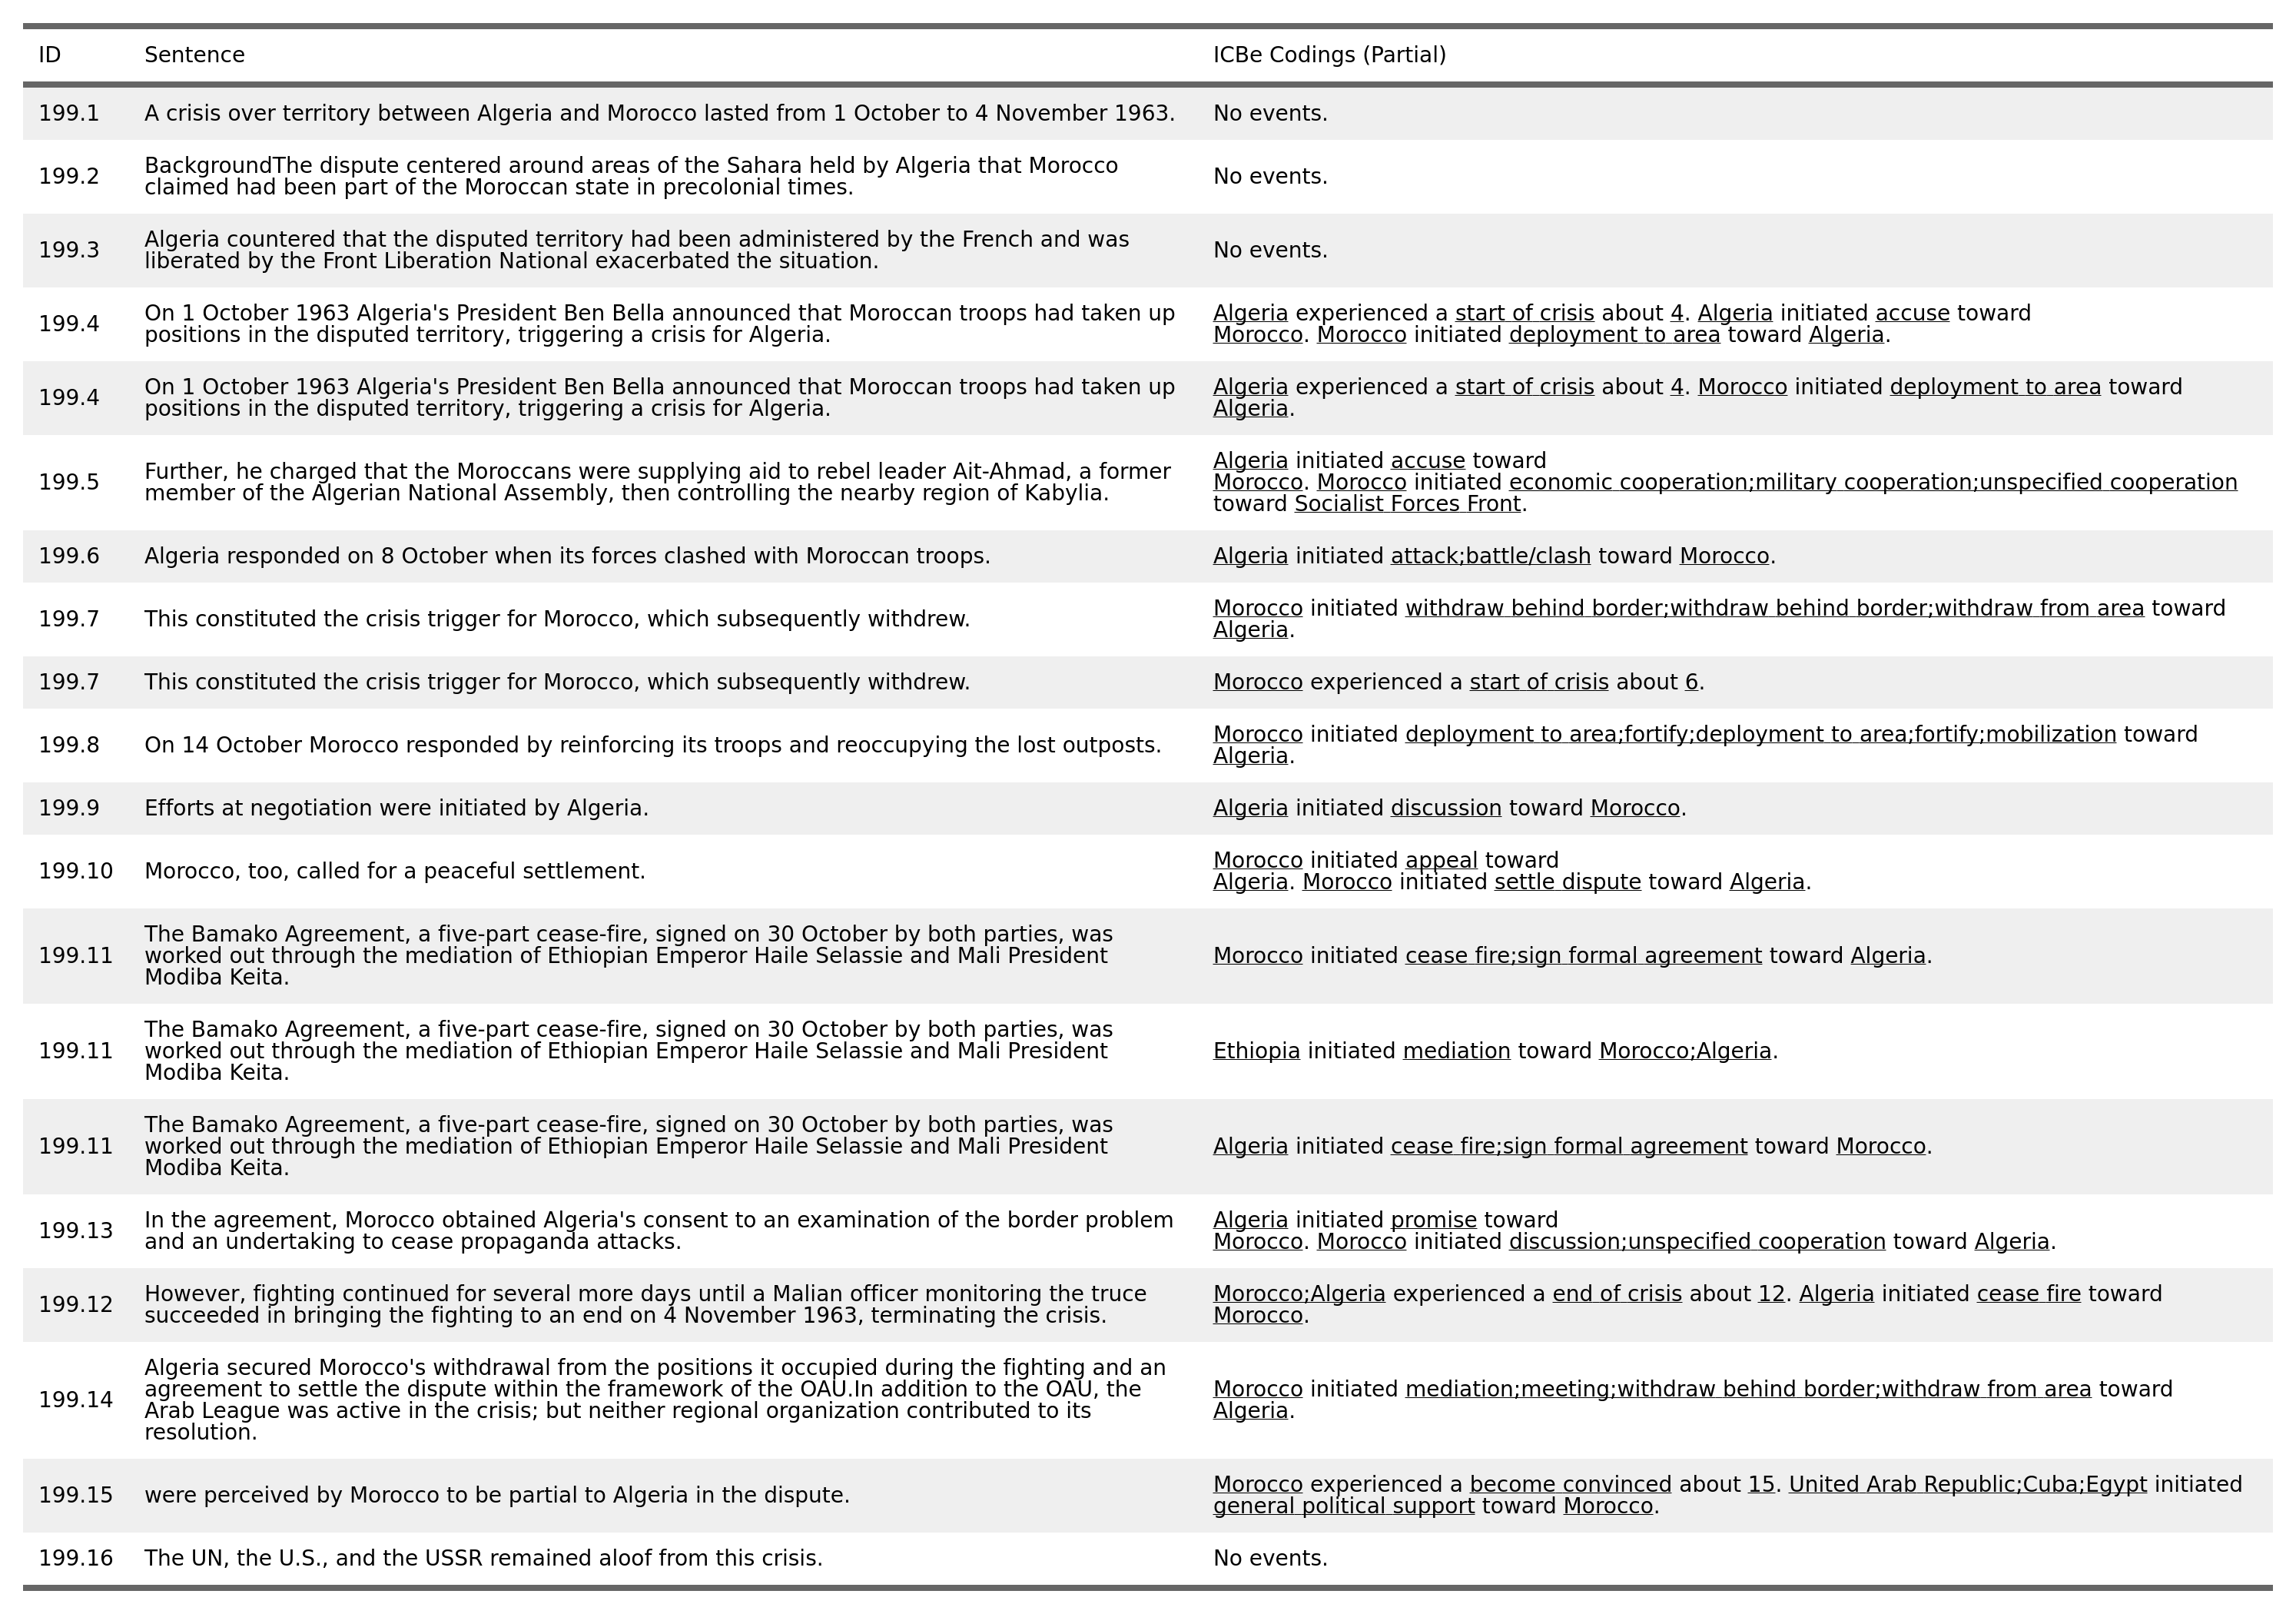 ID Sentence ICBe Codings (Partial)
199.1 A crisis over territory between Algeria and Morocco lasted from 1 October to 4 November 1963. No events.
199.2 BackgroundThe dispute centered around areas of the Sahara held by Algeria that Morocco
claimed had been part of the Moroccan state in precolonial times. No events.
199.3 Algeria countered that the disputed territory had been administered by the French and was
liberated by the Front Liberation National exacerbated the situation. No events.
199.4 On 1 October 1963 Algeria's President Ben Bella announced that Moroccan troops had taken up
positions in the disputed territory, triggering a crisis for Algeria.
Algeria experienced a start of crisis about 4. Algeria initiated accuse toward
Morocco. Morocco initiated deployment to area toward Algeria.
199.4 On 1 October 1963 Algeria's President Ben Bella announced that Moroccan troops had taken up
positions in the disputed territory, triggering a crisis for Algeria.
Algeria experienced a start of crisis about 4. Morocco initiated deployment to area toward
Algeria.
199.5 Further, he charged that the Moroccans were supplying aid to rebel leader Ait-Ahmad, a former
member of the Algerian National Assembly, then controlling the nearby region of Kabylia.
Algeria initiated accuse toward
Morocco. Morocco initiated economic cooperation;military cooperation;unspecified cooperation
toward Socialist Forces Front.
199.6 Algeria responded on 8 October when its forces clashed with Moroccan troops. Algeria initiated attack;battle/clash toward Morocco.
199.7 This constituted the crisis trigger for Morocco, which subsequently withdrew.
Morocco initiated withdraw behind border;withdraw behind border;withdraw from area toward
Algeria.
199.7 This constituted the crisis trigger for Morocco, which subsequently withdrew. Morocco experienced a start of crisis about 6.
199.8 On 14 October Morocco responded by reinforcing its troops and reoccupying the lost outposts.
Morocco initiated deployment to area;fortify;deployment to area;fortify;mobilization toward
Algeria.
199.9 Efforts at negotiation were initiated by Algeria. Algeria initiated discussion toward Morocco.
199.10 Morocco, too, called for a peaceful settlement.
Morocco initiated appeal toward
Algeria. Morocco initiated settle dispute toward Algeria.
199.11 The Bamako Agreement, a five-part cease-fire, signed on 30 October by both parties, was
worked out through the mediation of Ethiopian Emperor Haile Selassie and Mali President
Modiba Keita.
Morocco initiated cease fire;sign formal agreement toward Algeria.
199.11 The Bamako Agreement, a five-part cease-fire, signed on 30 October by both parties, was
worked out through the mediation of Ethiopian Emperor Haile Selassie and Mali President
Modiba Keita.
Ethiopia initiated mediation toward Morocco;Algeria.
199.11 The Bamako Agreement, a five-part cease-fire, signed on 30 October by both parties, was
worked out through the mediation of Ethiopian Emperor Haile Selassie and Mali President
Modiba Keita.
Algeria initiated cease fire;sign formal agreement toward Morocco.
199.13 In the agreement, Morocco obtained Algeria's consent to an examination of the border problem
and an undertaking to cease propaganda attacks.
Algeria initiated promise toward
Morocco. Morocco initiated discussion;unspecified cooperation toward Algeria.
199.12 However, fighting continued for several more days until a Malian officer monitoring the truce
succeeded in bringing the fighting to an end on 4 November 1963, terminating the crisis.
Morocco;Algeria experienced a end of crisis about 12. Algeria initiated cease fire toward
Morocco.
199.14 Algeria secured Morocco's withdrawal from the positions it occupied during the fighting and an
agreement to settle the dispute within the framework of the OAU.In addition to the OAU, the
Arab League was active in the crisis; but neither regional organization contributed to its
resolution.
Morocco initiated mediation;meeting;withdraw behind border;withdraw from area toward
Algeria.
199.15 were perceived by Morocco to be partial to Algeria in the dispute.
Morocco experienced a become convinced about 15. United Arab Republic;Cuba;Egypt initiated
general political support toward Morocco.
199.16 The UN, the U.S., and the USSR remained aloof from this crisis. No events.